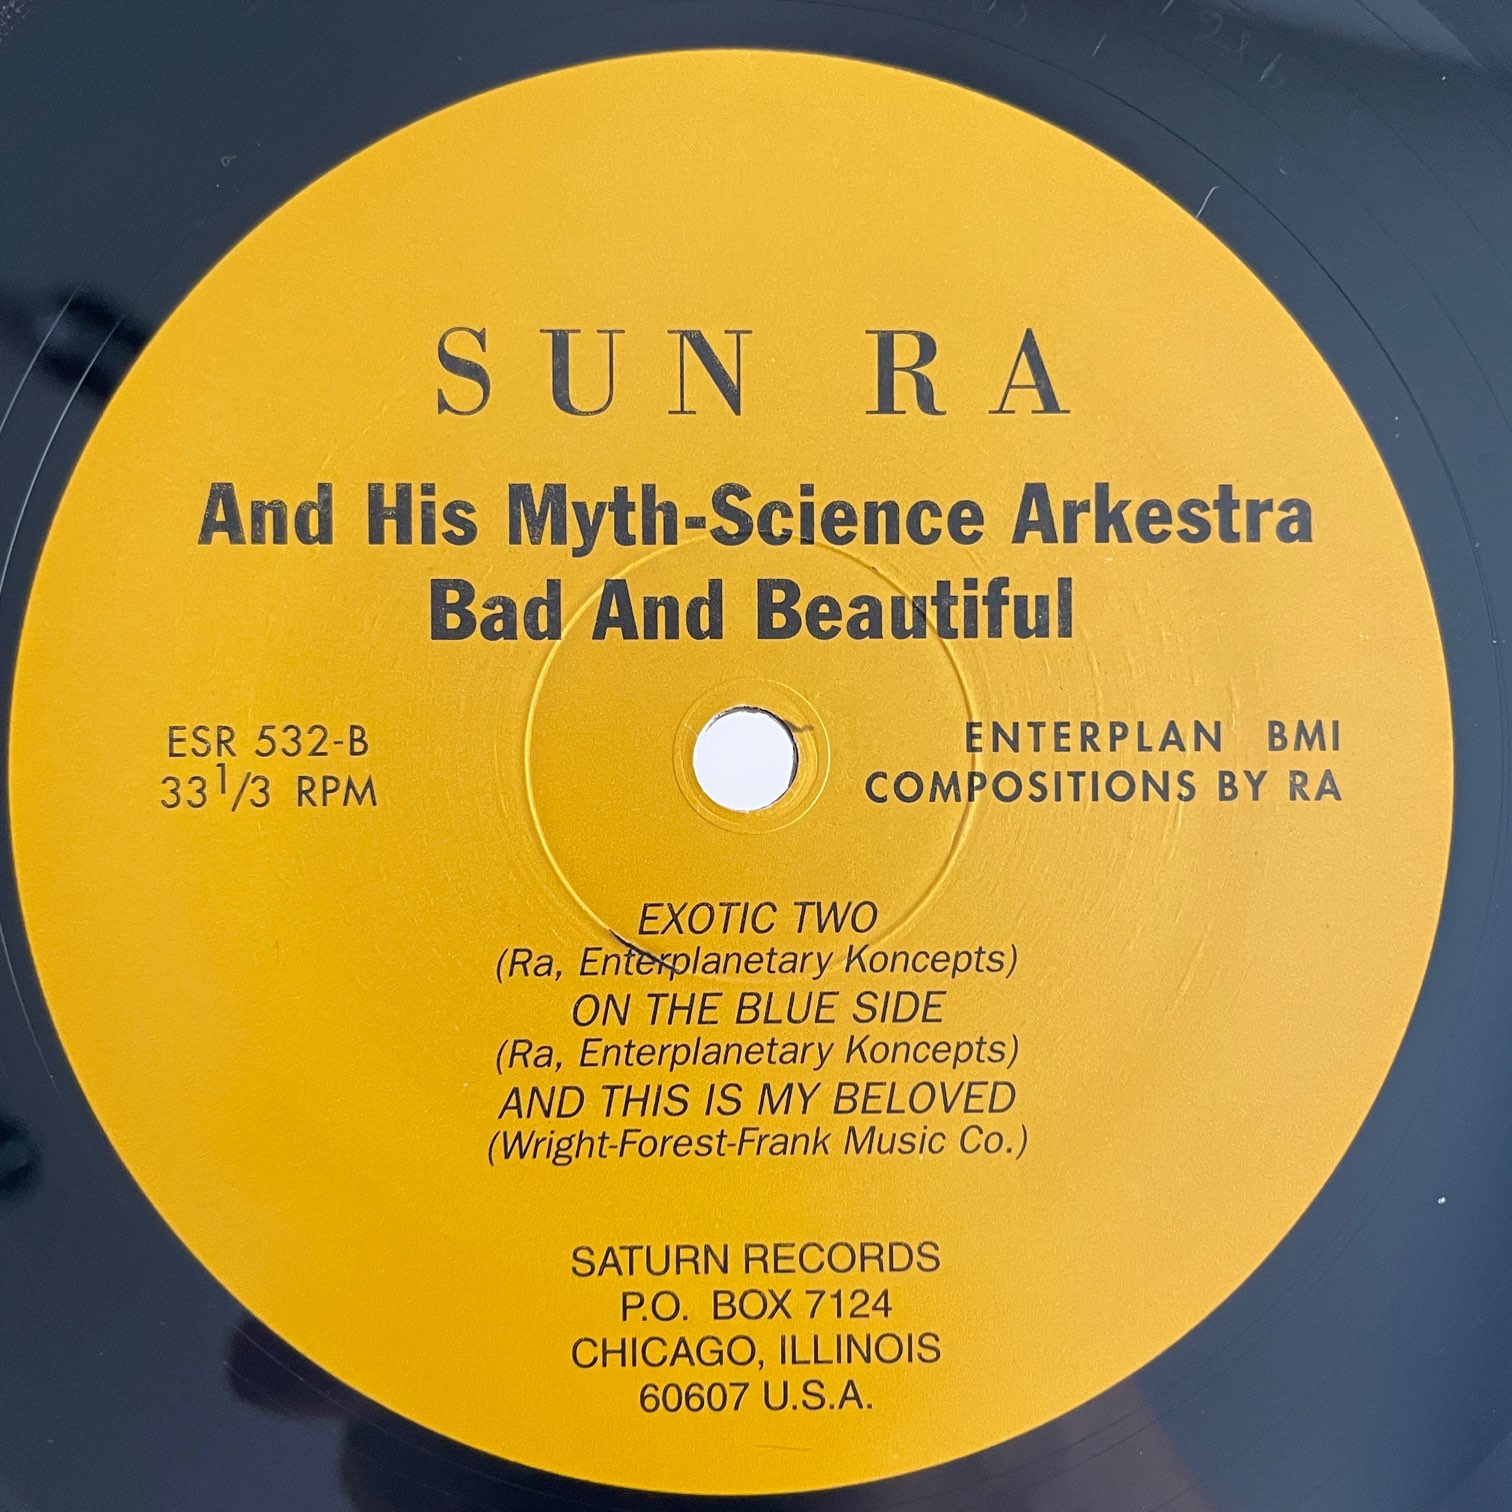 SUN RA
And His Myth-Science Arkestra
Bad And Beautiful
ESR 532-B
33 1/3 RPM
ENTERPLAN BMI
COMPOSITIONS BY RA
EXOTIC TWO
(Ra, Enterplanetary Koncepts)
ON THE BLUE SIDE
(Ra, Enterplanetary Koncepts)
AND THIS IS MY BELOVED
(Wright-Forest-Frank Music Co.)
SATURN RECORDS
P.O. BOX 7124
CHICAGO, ILLINOIS
60607 U.S.A.